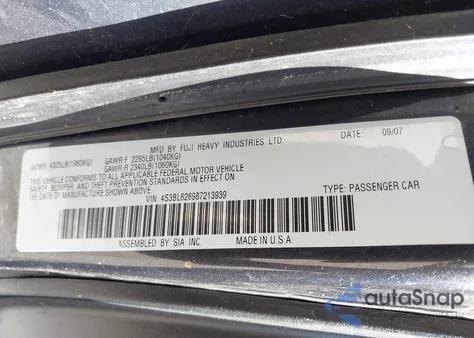 MFD BY FUJI HEAVY INDUSTRIES LTD. DATE: 09/07
GVWR: 4325LB(1960KG) GAWR:F 2295LB(1040KG)
GAWR:R 2340LB(1060KG)
THIS VEHICLE CONFORMS TO ALL APPLICABLE FEDERAL MOTOR VEHICLE
SAFETY, BUMPER, AND THEFT PREVENTION STANDARDS IN EFFECT ON THE
DATE OF MANUFACTURE SHOWN ABOVE.
VIN: 4S3BL626987213939 TYPE: PASSENGER CAR
ASSEMBLED BY SIA INC. MADE IN U.S.A.
autoSnap